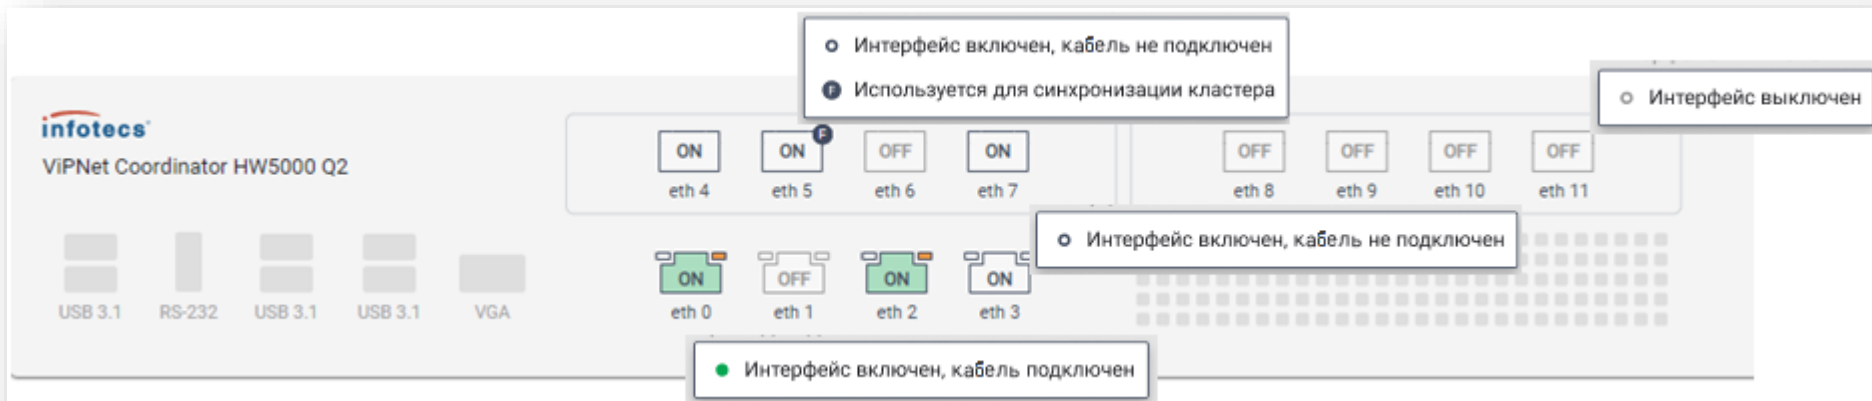 Интерфейс включен, кабель не подключен
F Используется для синхронизации кластера
Интерфейс выключен
infotecs
ViPNet Coordinator HW5000 Q2
ON ON F OFF ON OFF OFF OFF OFF
eth 4 eth 5 eth 6 eth 7 eth 8 eth 9 eth 10 eth 11
Интерфейс включен, кабель не подключен
ON OFF ON ON
USB 3.1 RS-232 USB 3.1 USB 3.1 VGA eth 0 eth 1 eth 2 eth 3
Интерфейс включен, кабель подключен